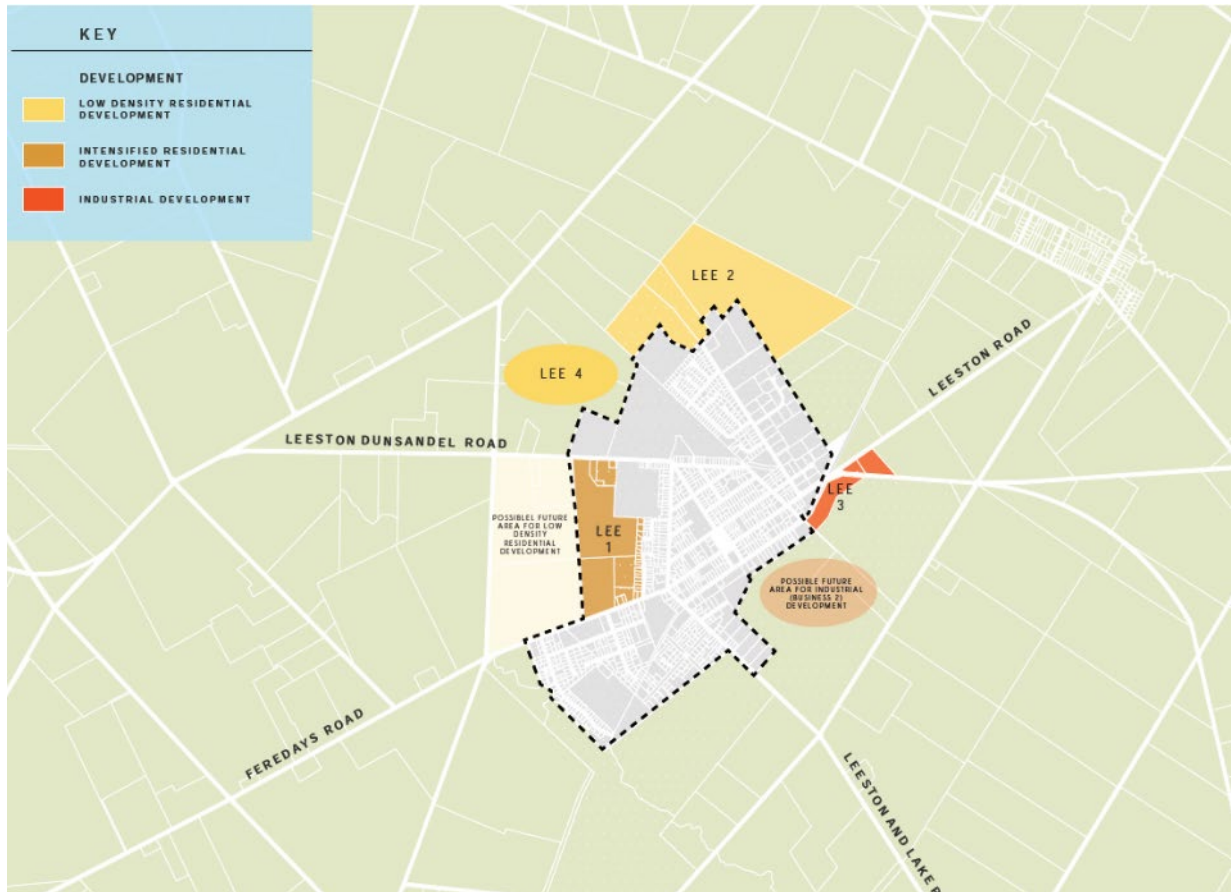 KEY
DEVELOPMENT
LOW DENSITY RESIDENTIAL
DEVELOPMENT
INTENSIFIED RESIDENTIAL
DEVELOPMENT
INDUSTRIAL DEVELOPMENT
LEE 2
LEE 4
LEESTON ROAD
LEESTON DUNSANDEL ROAD
LEE
3
POSSIBLEL FUTURE
AREA FOR LOW
DENSITY
RESIDENTIAL
DEVELOPMENT
LEE
1
POSSIBLE FUTURE
AREA FOR INDUSTRIAL
(BUSINESS 2)
DEVELOPMENT
FEREDAYS ROAD
LEESTON AND LAKE